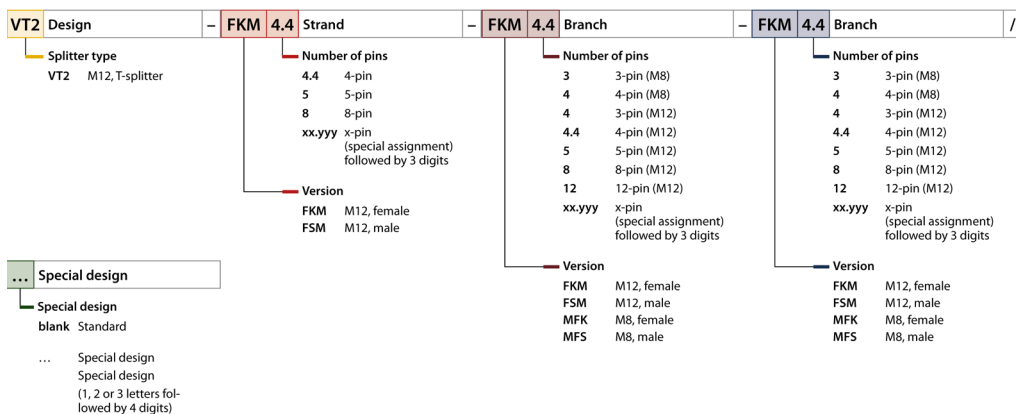 VT2 Design – FKM 4.4 Strand – FKM 4.4 Branch – FKM 4.4 Branch /
Splitter type
VT2 M12, T-splitter
Number of pins
4.4 4-pin
5 5-pin
8 8-pin
xx.yyy x-pin
(special assignment)
followed by 3 digits
Version
FKM M12, female
FSM M12, male
Number of pins
3 3-pin (M8)
4 4-pin (M8)
4 3-pin (M12)
4.4 4-pin (M12)
5 5-pin (M12)
8 8-pin (M12)
12 12-pin (M12)
xx.yyy x-pin
(special assignment)
followed by 3 digits
Version
FKM M12, female
FSM M12, male
MFK M8, female
MFS M8, male
Number of pins
3 3-pin (M8)
4 4-pin (M8)
4 3-pin (M12)
4.4 4-pin (M12)
5 5-pin (M12)
8 8-pin (M12)
12 12-pin (M12)
xx.yyy x-pin
(special assignment)
followed by 3 digits
Version
FKM M12, female
FSM M12, male
MFK M8, female
MFS M8, male
... Special design
Special design
blank Standard
... Special design
Special design
(1, 2 or 3 letters fol-
lowed by 4 digits)